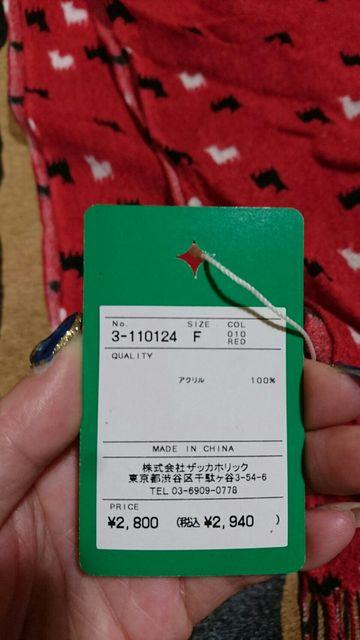 No. SIZE COL
3-110124 F 010
RED
QUALITY
アクリル 100%
MADE IN CHINA
株式会社ザッカホリック
東京都渋谷区千駄ヶ谷3-54-6
TEL 03-6909-0778
PRICE
¥2,800 (税込 ¥2,940 )